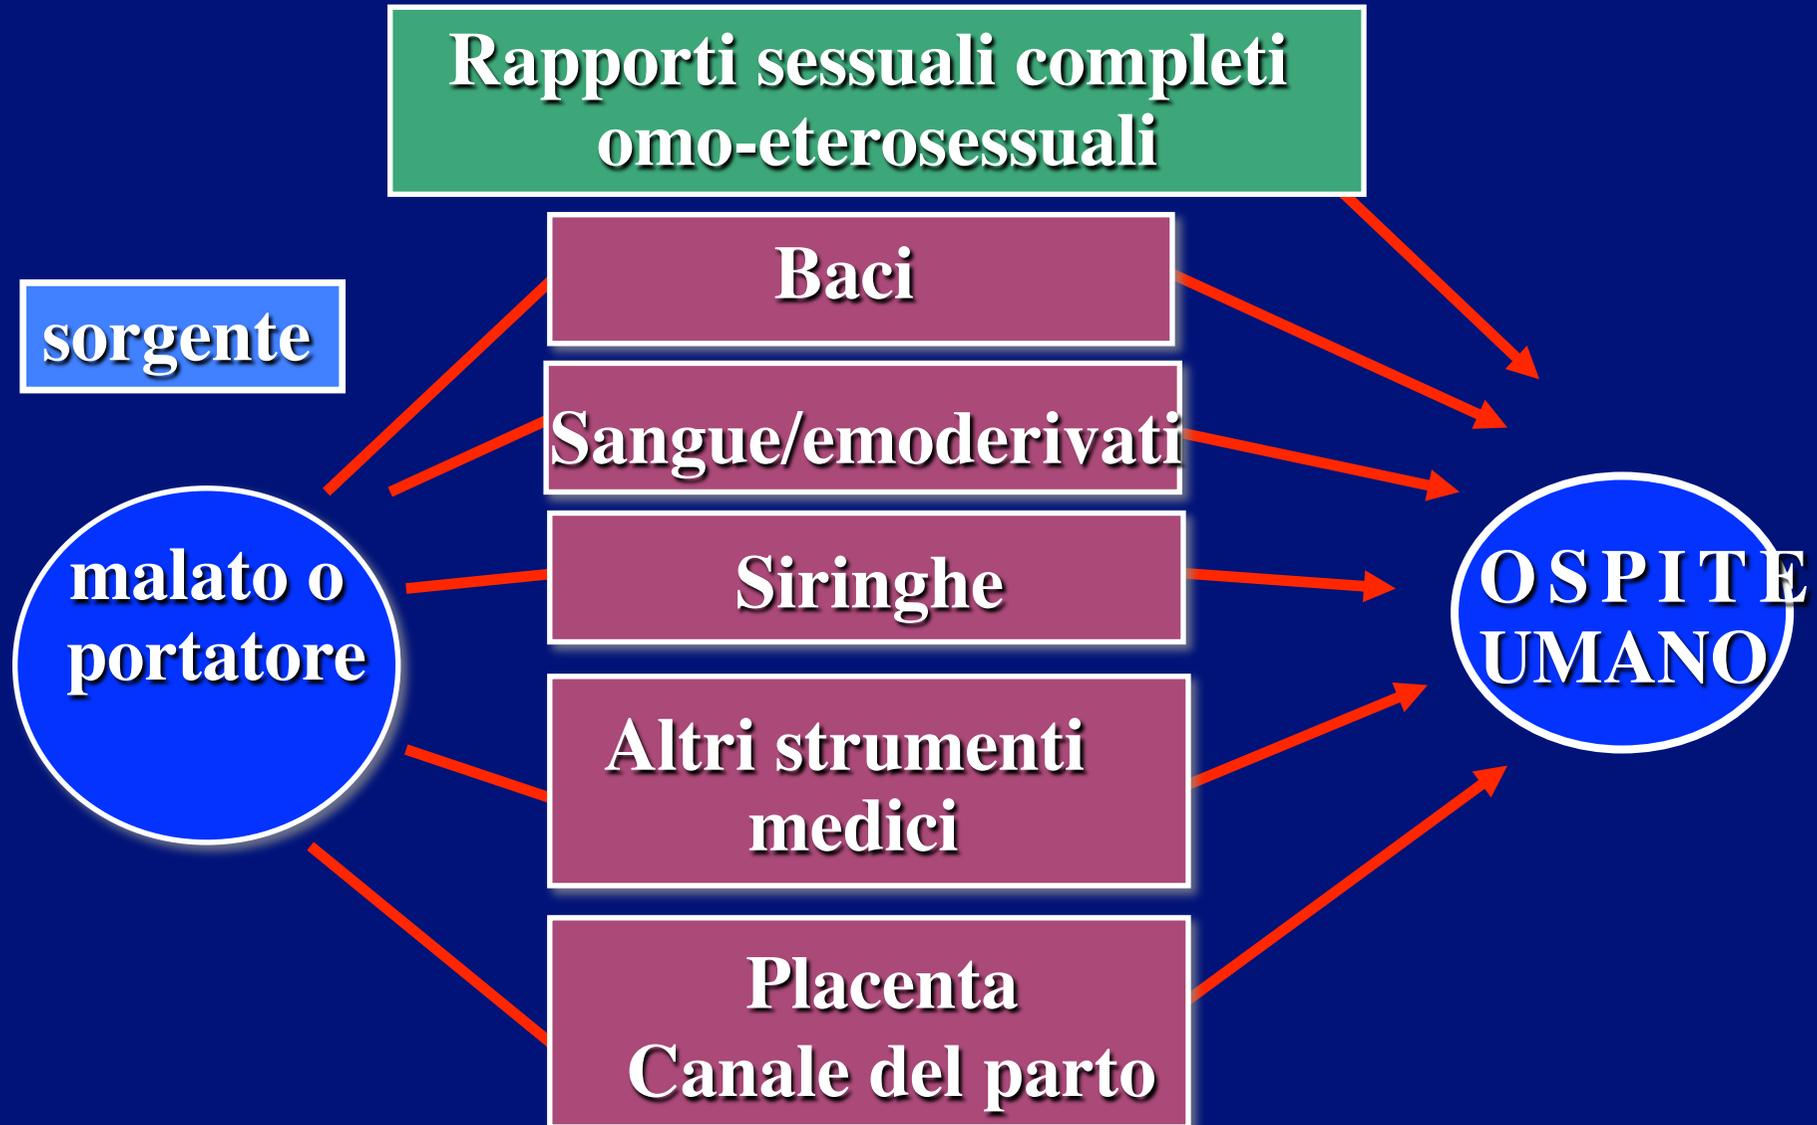 Rapporti sessuali completi
omo-eterosessuali
Baci
sorgente
Sangue/emoderivati
malato o
portatore
Siringhe
OSPITE
UMANO
Altri strumenti
medici
Placenta
Canale del parto